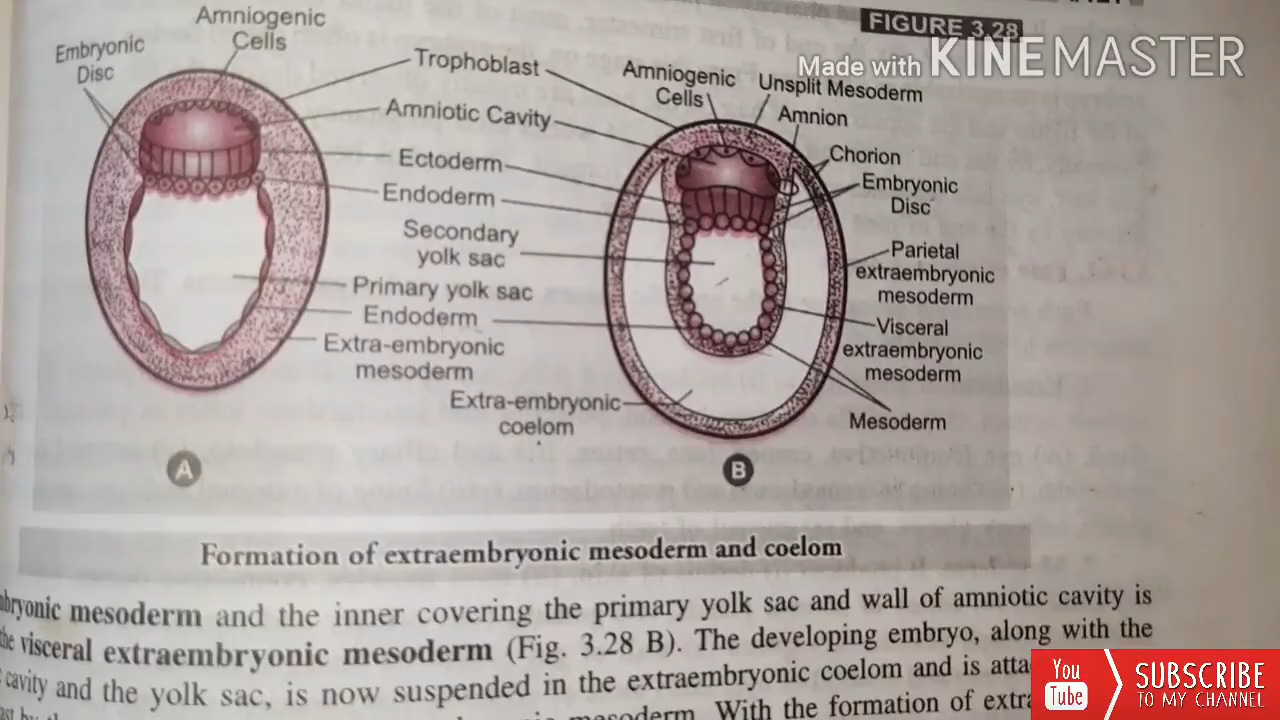 FIGURE 3.28
Made with KINEMASTER
Amniogenic
Cells
Embryonic
Disc
Trophoblast
Amniotic Cavity
Ectoderm
Endoderm
Secondary
yolk sac
Primary yolk sac
Endoderm
Extra-embryonic
mesoderm
Extra-embryonic
coelom
Amniogenic
Cells
Unsplit Mesoderm
Amnion
Chorion
Embryonic
Disc
Parietal
extraembryonic
mesoderm
Visceral
extraembryonic
mesoderm
Mesoderm
A
B
Formation of extraembryonic mesoderm and coelom
mesoderm and the inner covering the primary yolk sac and wall of amniotic cavity is
visceral extraembryonic mesoderm (Fig. 3.28 B). The developing embryo, along with the
cavity and the yolk sac, is now suspended in the extraembryonic coelom and is
mesoderm. With the formation of
You
Tube
SUBSCRIBE
TO MY CHANNEL